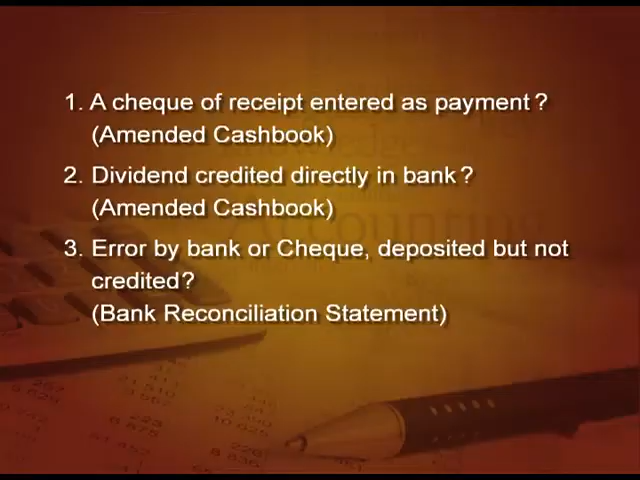 1. A cheque of receipt entered as payment ?
(Amended Cashbook)
2. Dividend credited directly in bank ?
(Amended Cashbook)
3. Error by bank or Cheque, deposited but not
credited?
(Bank Reconciliation Statement)